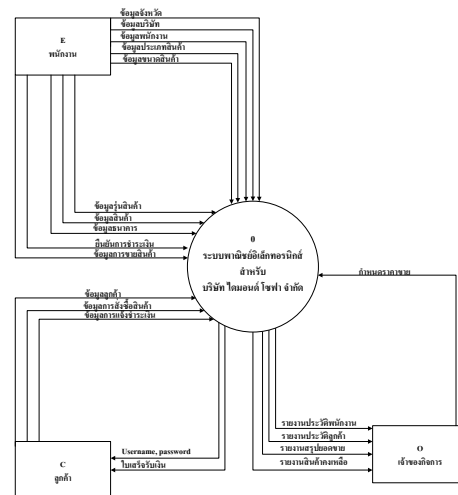 ข้อมูลจังหวัด
ข้อมูลบริษัท
ข้อมูลพนักงาน
ข้อมูลประเภทสินค้า
ข้อมูลขนาดสินค้า
E
พนักงาน
ข้อมูลรุ่นสินค้า
ข้อมูลสินค้า
ข้อมูลธนาคาร
ยืนยันการชำระเงิน
ข้อมูลการขายสินค้า
0
ระบบพาณิชย์อิเล็กทอรนิกส์
สำหรับ
บริษัท ไดมอนด์ โซฟา จำกัด
กำหนดราคาขาย
ข้อมูลลูกค้า
ข้อมูลการสั่งซื้อสินค้า
ข้อมูลการแจ้งชำระเงิน
รายงานประวัติพนักงาน
รายงานประวัติลูกค้า
รายงานสรุปยอดขาย
รายงานสินค้าคงเหลือ
O
เจ้าของกิจการ
Username, password
ใบเสร็จรับเงิน
C
ลูกค้า